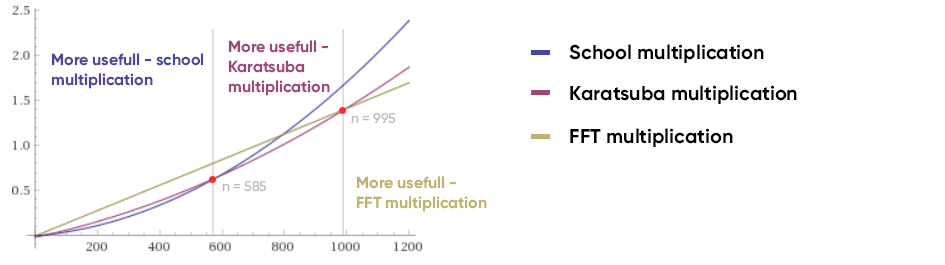 2.5
2.0
1.5
1.0
0.5
200
400
600
800
1000
1200
More usefull - school
multiplication
More usefull -
Karatsuba
multiplication
n = 995
n = 585
More usefull -
FFT multiplication
School multiplication
Karatsuba multiplication
FFT multiplication